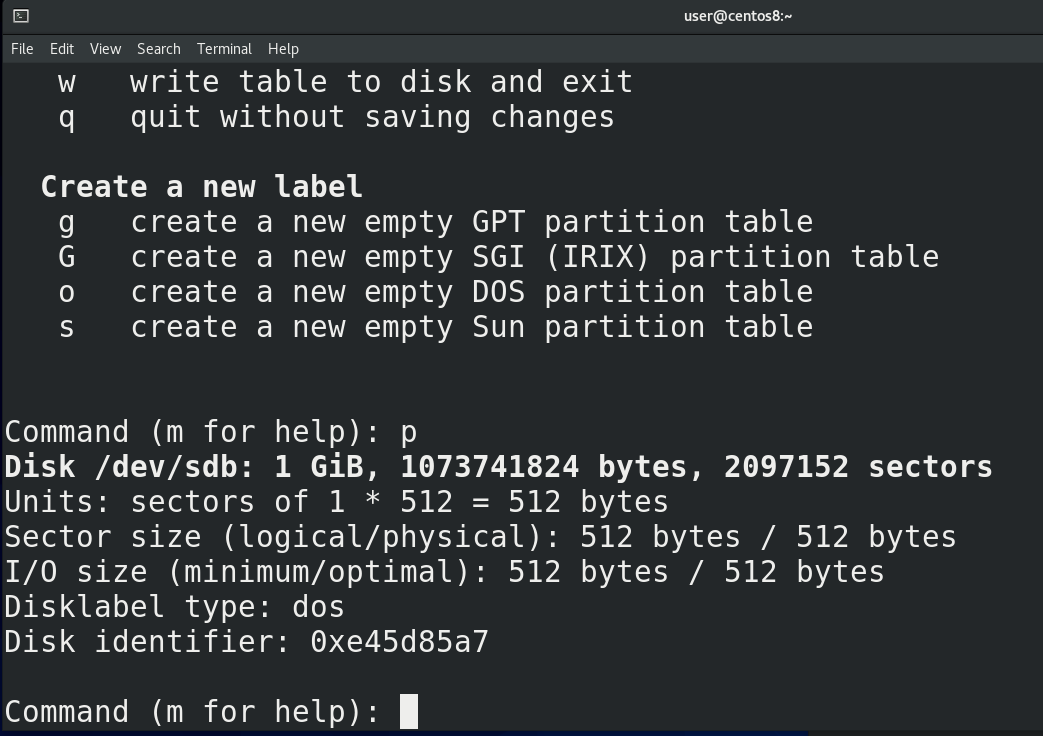 user@centos8:~
File Edit View Search Terminal Help
w write table to disk and exit
q quit without saving changes
Create a new label
g create a new empty GPT partition table
G create a new empty SGI (IRIX) partition table
o create a new empty DOS partition table
s create a new empty Sun partition table
Command (m for help): p
Disk /dev/sdb: 1 GiB, 1073741824 bytes, 2097152 sectors
Units: sectors of 1 * 512 = 512 bytes
Sector size (logical/physical): 512 bytes / 512 bytes
I/O size (minimum/optimal): 512 bytes / 512 bytes
Disklabel type: dos
Disk identifier: 0xe45d85a7
Command (m for help):